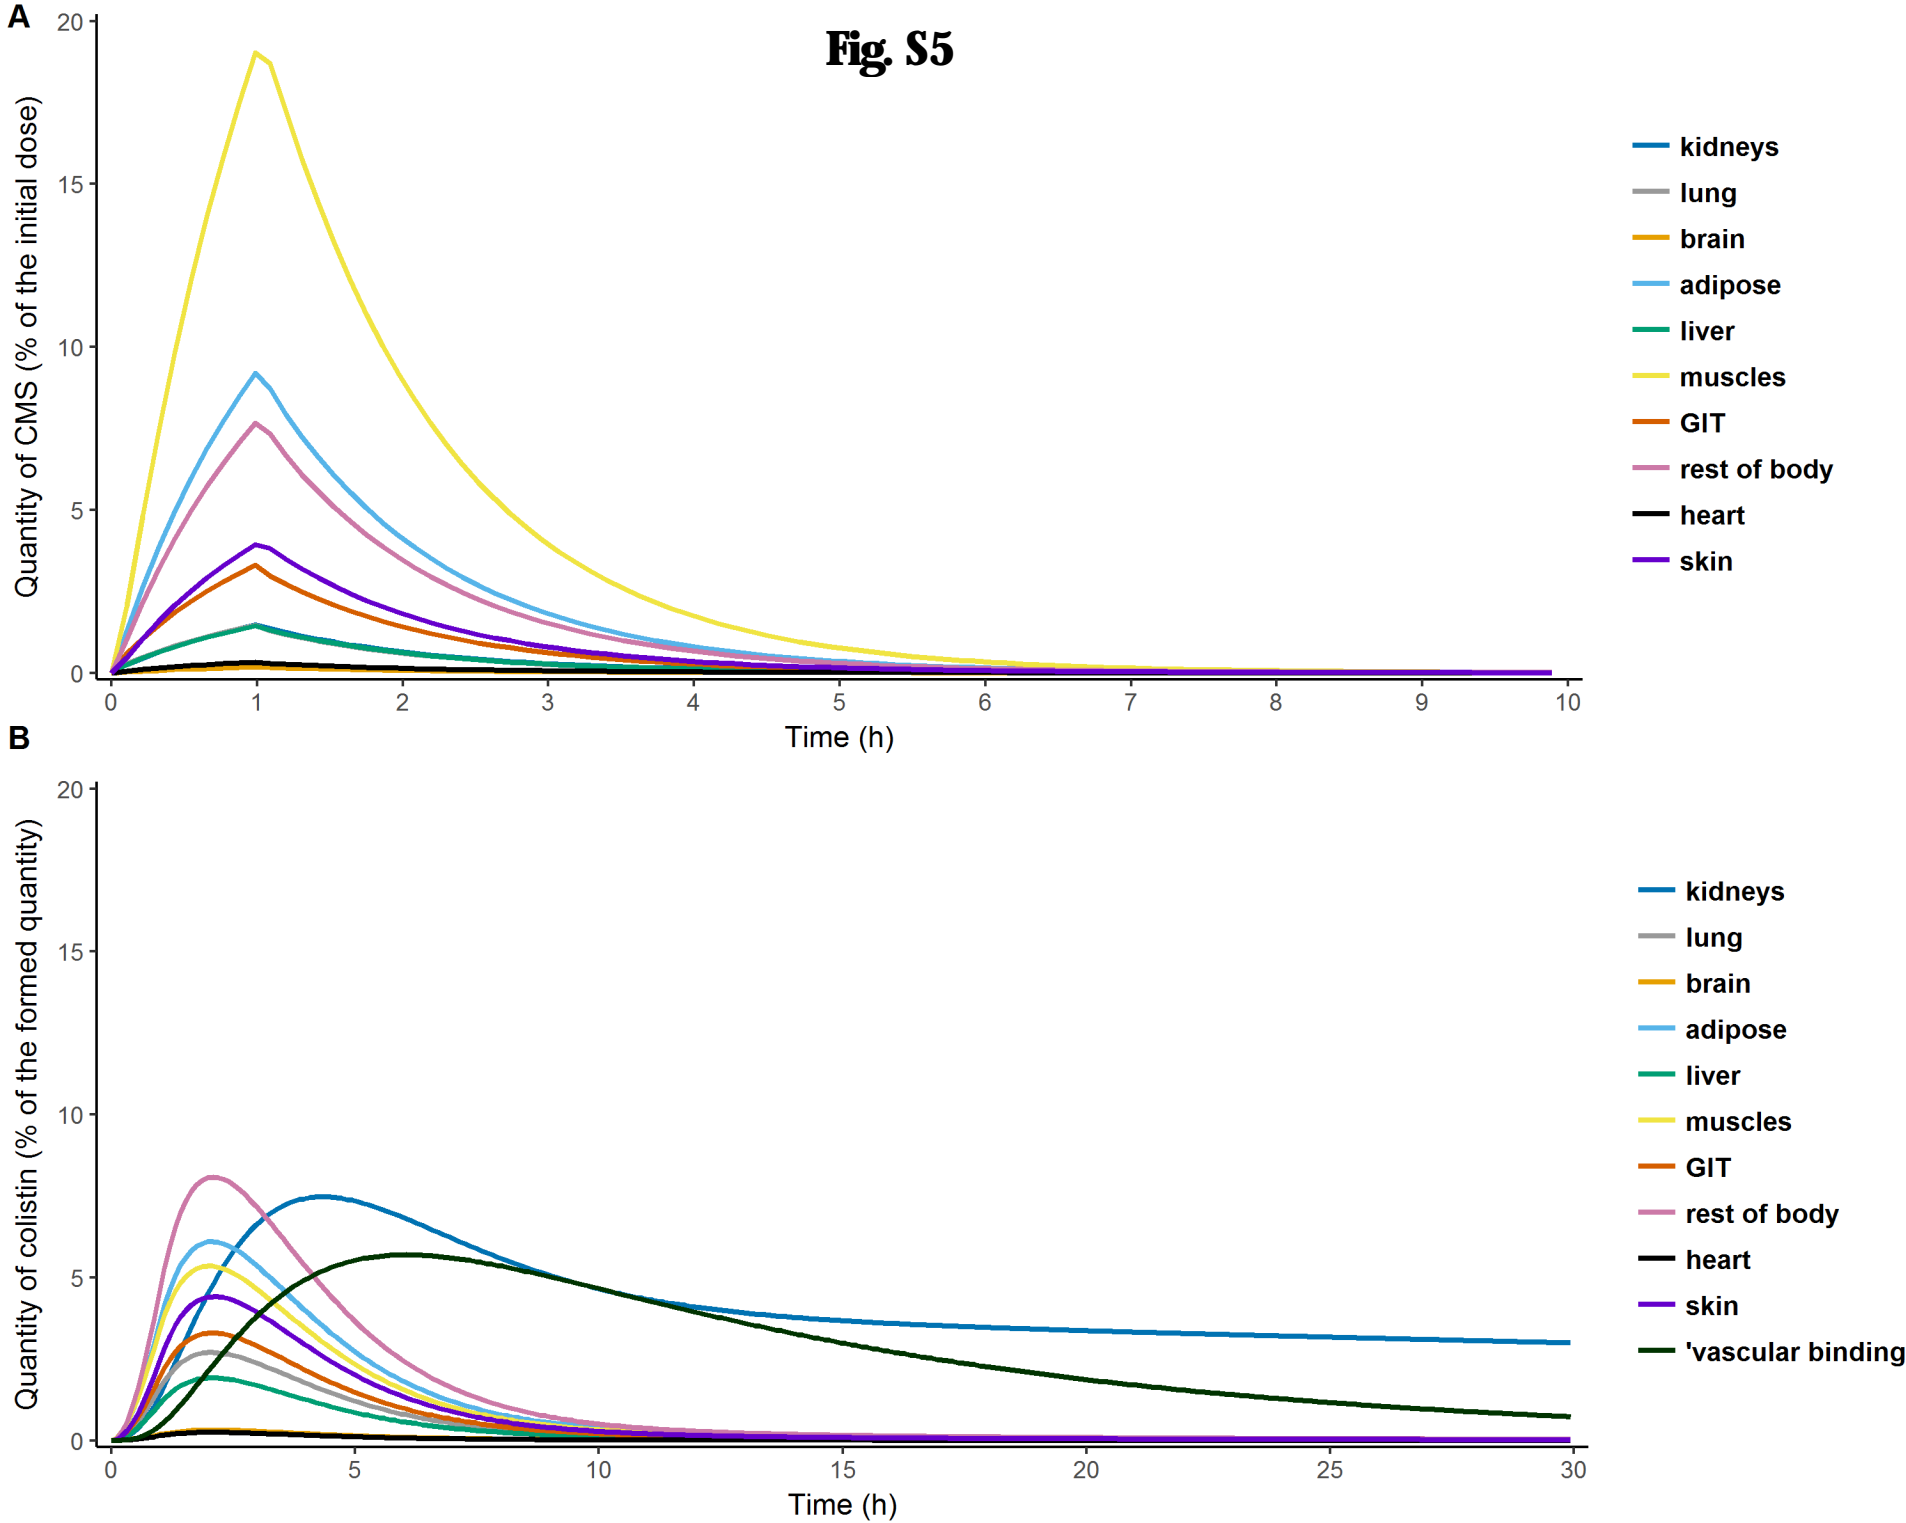 A
Fig. S5
20
15
10
5
0
Quantity of CMS (% of the initial dose)
0 1 2 3 4 5 6 7 8 9 10
Time (h)
kidneys
lung
brain
adipose
liver
muscles
GIT
rest of body
heart
skin
B
20
15
10
5
0
Quantity of colistin (% of the formed quantity)
0 5 10 15 20 25 30
Time (h)
kidneys
lung
brain
adipose
liver
muscles
GIT
rest of body
heart
skin
'vascular binding